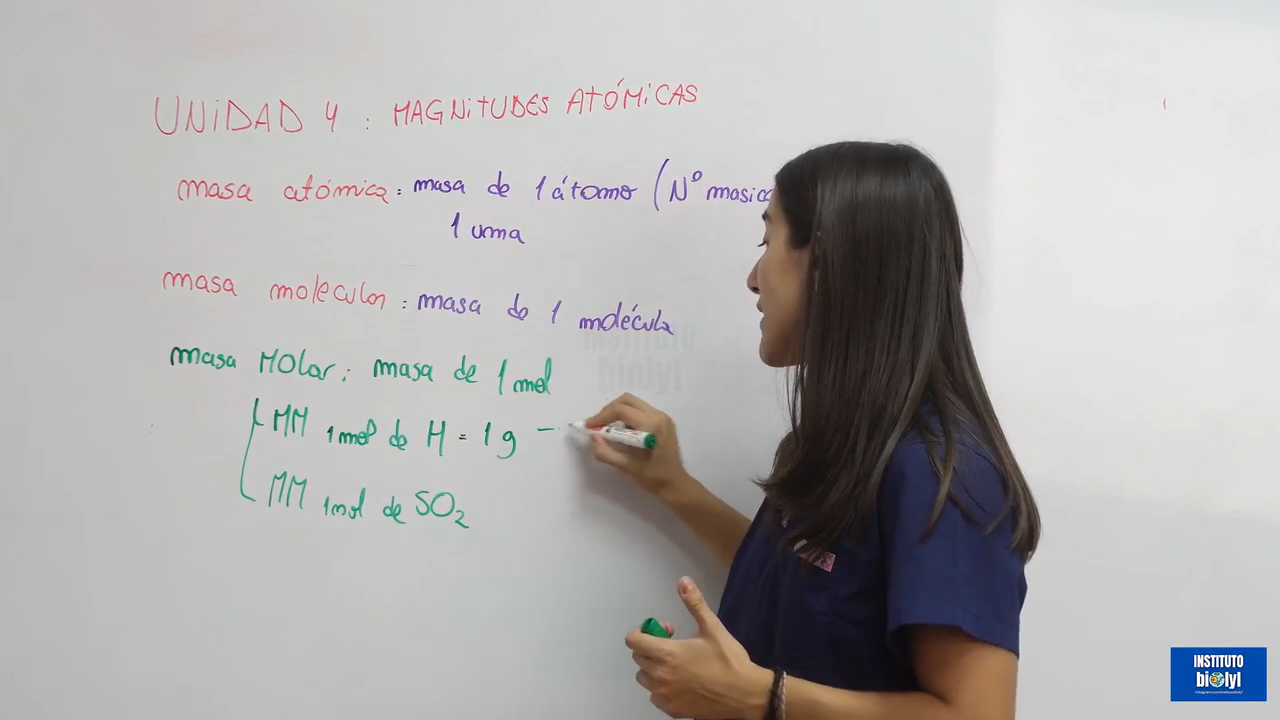 UNIDAD 4 : MAGNITUDES ATÓMICAS
masa atómica : masa de 1 átomo (Nº masico
1 uma
masa molecular : masa de 1 molécula
masa Molar : masa de 1 mol
MM 1 mol de H = 1 g -
MM 1 mol de SO2
INSTITUTO
biolyl
INSTITUTO
biolyl